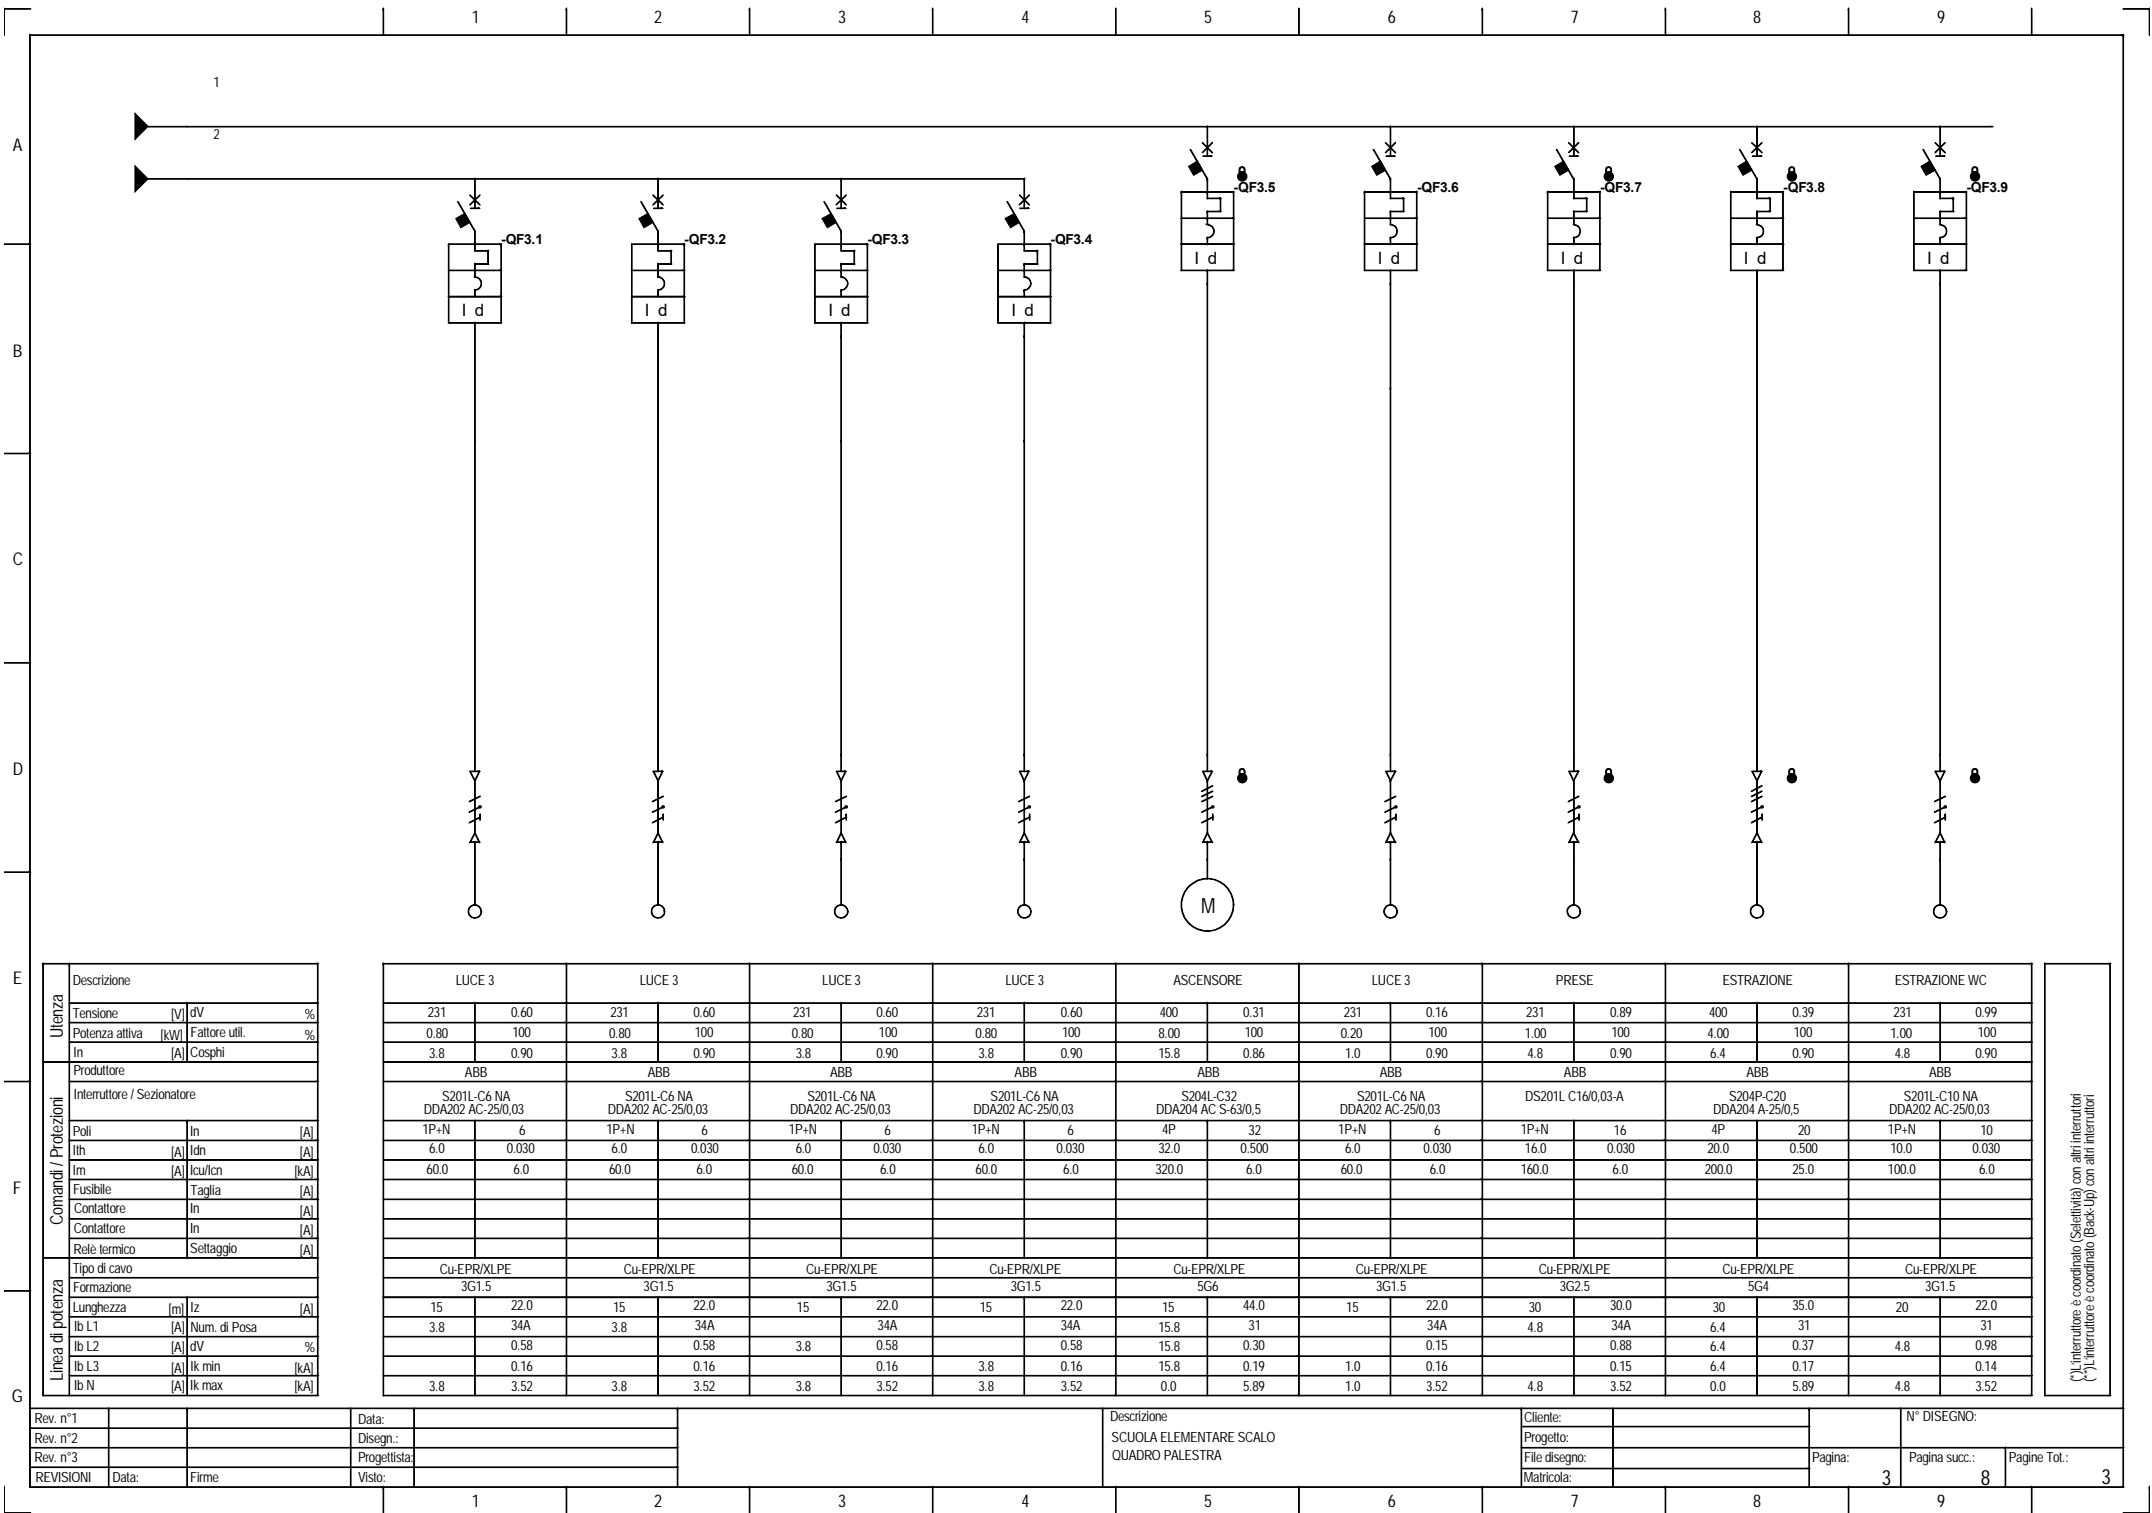 1 2 3 4 5 6 7 8 9
1
2
A
-QF3.5 -QF3.6 -QF3.7 -QF3.8 -QF3.9
-QF3.1 -QF3.2 -QF3.3 -QF3.4
I d I d I d I d I d
I d I d I d I d
B
C
D
M
E
Utenza
Descrizione LUCE 3 LUCE 3 LUCE 3 LUCE 3 ASCENSORE LUCE 3 PRESE ESTRAZIONE ESTRAZIONE WC
Tensione [V] dV % 231 0.60 231 0.60 231 0.60 231 0.60 400 0.31 231 0.16 231 0.89 400 0.39 231 0.99
Potenza attiva [kW] Fattore util. % 0.80 100 0.80 100 0.80 100 0.80 100 8.00 100 0.20 100 1.00 100 4.00 100 1.00 100
In [A] Cosphi 3.8 0.90 3.8 0.90 3.8 0.90 3.8 0.90 15.8 0.86 1.0 0.90 4.8 0.90 6.4 0.90 4.8 0.90
Comandi / Protezioni
Produttore ABB ABB ABB ABB ABB ABB ABB ABB ABB
Interruttore / Sezionatore S201L-C6 NA S201L-C6 NA S201L-C6 NA S201L-C6 NA S204L-C32 S201L-C6 NA DS201L C16/0,03-A S204P-C20 S201L-C10 NA
DDA202 AC-25/0,03 DDA202 AC-25/0,03 DDA202 AC-25/0,03 DDA202 AC-25/0,03 DDA204 AC S-63/0,5 DDA202 AC-25/0,03 DDA204 A-25/0,5 DDA202 AC-25/0,03
Poli In [A] 1P+N 6 1P+N 6 1P+N 6 1P+N 6 4P 32 1P+N 6 1P+N 16 4P 20 1P+N 10
Ith [A] Idn [A] 6.0 0.030 6.0 0.030 6.0 0.030 6.0 0.030 32.0 0.500 6.0 0.030 16.0 0.030 20.0 0.500 10.0 0.030
Im [A] Icu/Icn [kA] 60.0 6.0 60.0 6.0 60.0 6.0 60.0 6.0 320.0 6.0 60.0 6.0 160.0 6.0 200.0 25.0 100.0 6.0
F
Fusibile Taglia [A]
Contattore In [A]
Contattore In [A]
Relè termico Settaggio [A]
Linea di potenza
Tipo di cavo Cu-EPR/XLPE Cu-EPR/XLPE Cu-EPR/XLPE Cu-EPR/XLPE Cu-EPR/XLPE Cu-EPR/XLPE Cu-EPR/XLPE Cu-EPR/XLPE Cu-EPR/XLPE
Formazione 3G1.5 3G1.5 3G1.5 3G1.5 5G6 3G1.5 3G2.5 5G4 3G1.5
Lunghezza [m] Iz [A] 15 22.0 15 22.0 15 22.0 15 22.0 15 44.0 15 22.0 30 30.0 30 35.0 20 22.0
Ib L1 [A] Num. di Posa 3.8 34A 3.8 34A 34A 34A 15.8 31 34A 4.8 34A 6.4 31 31
Ib L2 [A] dV % 0.58 0.58 3.8 0.58 0.58 15.8 0.30 0.15 0.88 6.4 0.37 4.8 0.98
Ib L3 [A] Ik min [kA] 0.16 0.16 0.16 3.8 0.16 15.8 0.19 1.0 0.16 0.15 6.4 0.17 0.14
Ib N [A] Ik max [kA] 3.8 3.52 3.8 3.52 3.8 3.52 3.8 3.52 0.0 5.89 1.0 3.52 4.8 3.52 0.0 5.89 4.8 3.52
(*)L'interruttore è coordinato (Selettività) con altri interruttori
(**)L'interruttore è coordinato (Back-Up) con altri interruttori
G
Rev. n°1 Data: Descrizione Cliente: N° DISEGNO:
Rev. n°2 Disegn.: SCUOLA ELEMENTARE SCALO Progetto:
Rev. n°3 Progettista: QUADRO PALESTRA File disegno: Pagina: Pagina succ.: Pagine Tot.:
REVISIONI Data: Firme Visto: Matricola: 3 8 3
1 2 3 4 5 6 7 8 9